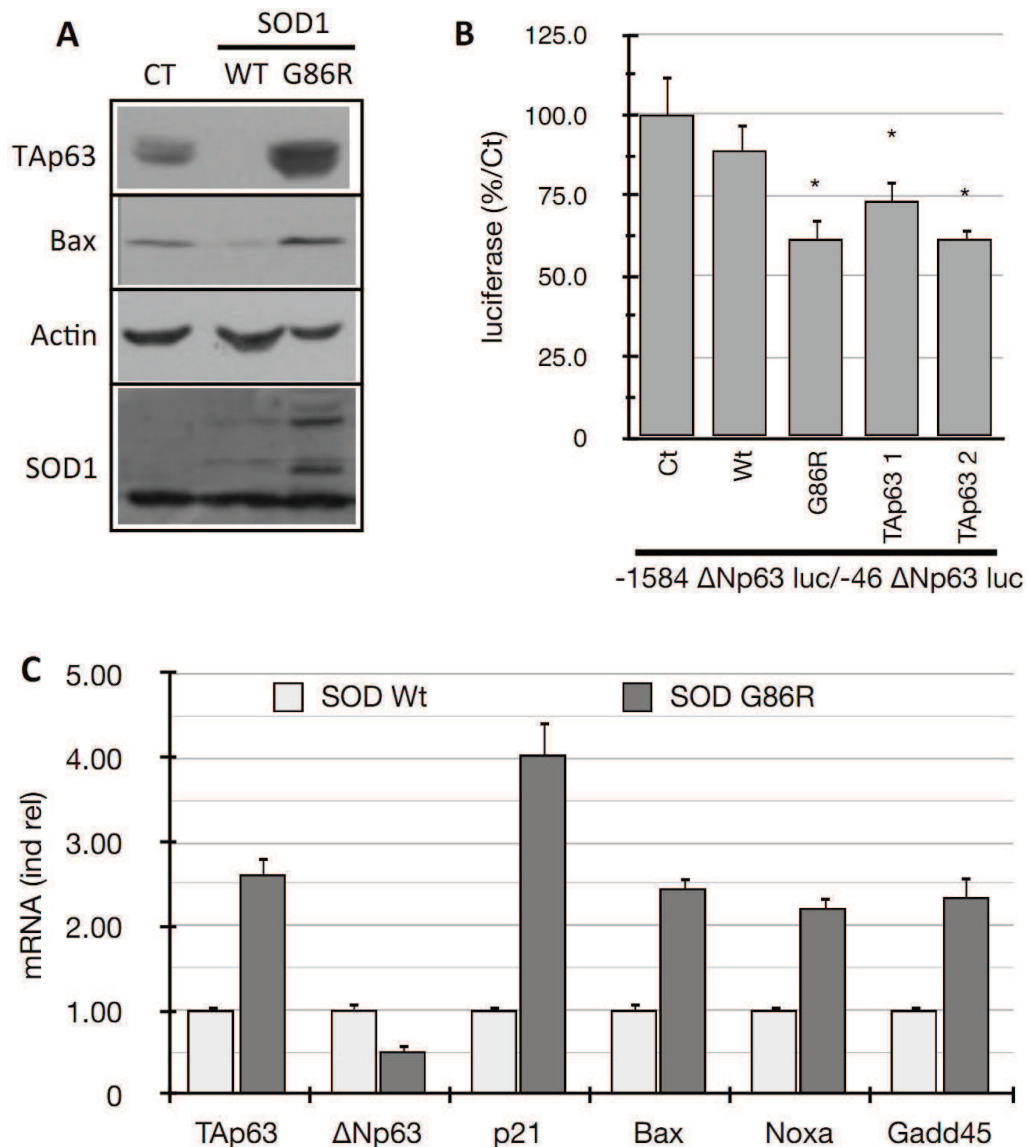 A
SOD1
CT WT G86R
TAp63
Bax
Actin
SOD1
B
luciferase (%/Ct)
125.0
100.0
75.0
50.0
25.0
0
Ct
Wt
G86R
TAp63 1
TAp63 2
*
*
*
-1584 ΔNp63 luc/-46 ΔNp63 luc
C
mRNA (ind rel)
5.00
4.00
3.00
2.00
1.00
0
SOD Wt
SOD G86R
TAp63 ΔNp63 p21 Bax Noxa Gadd45